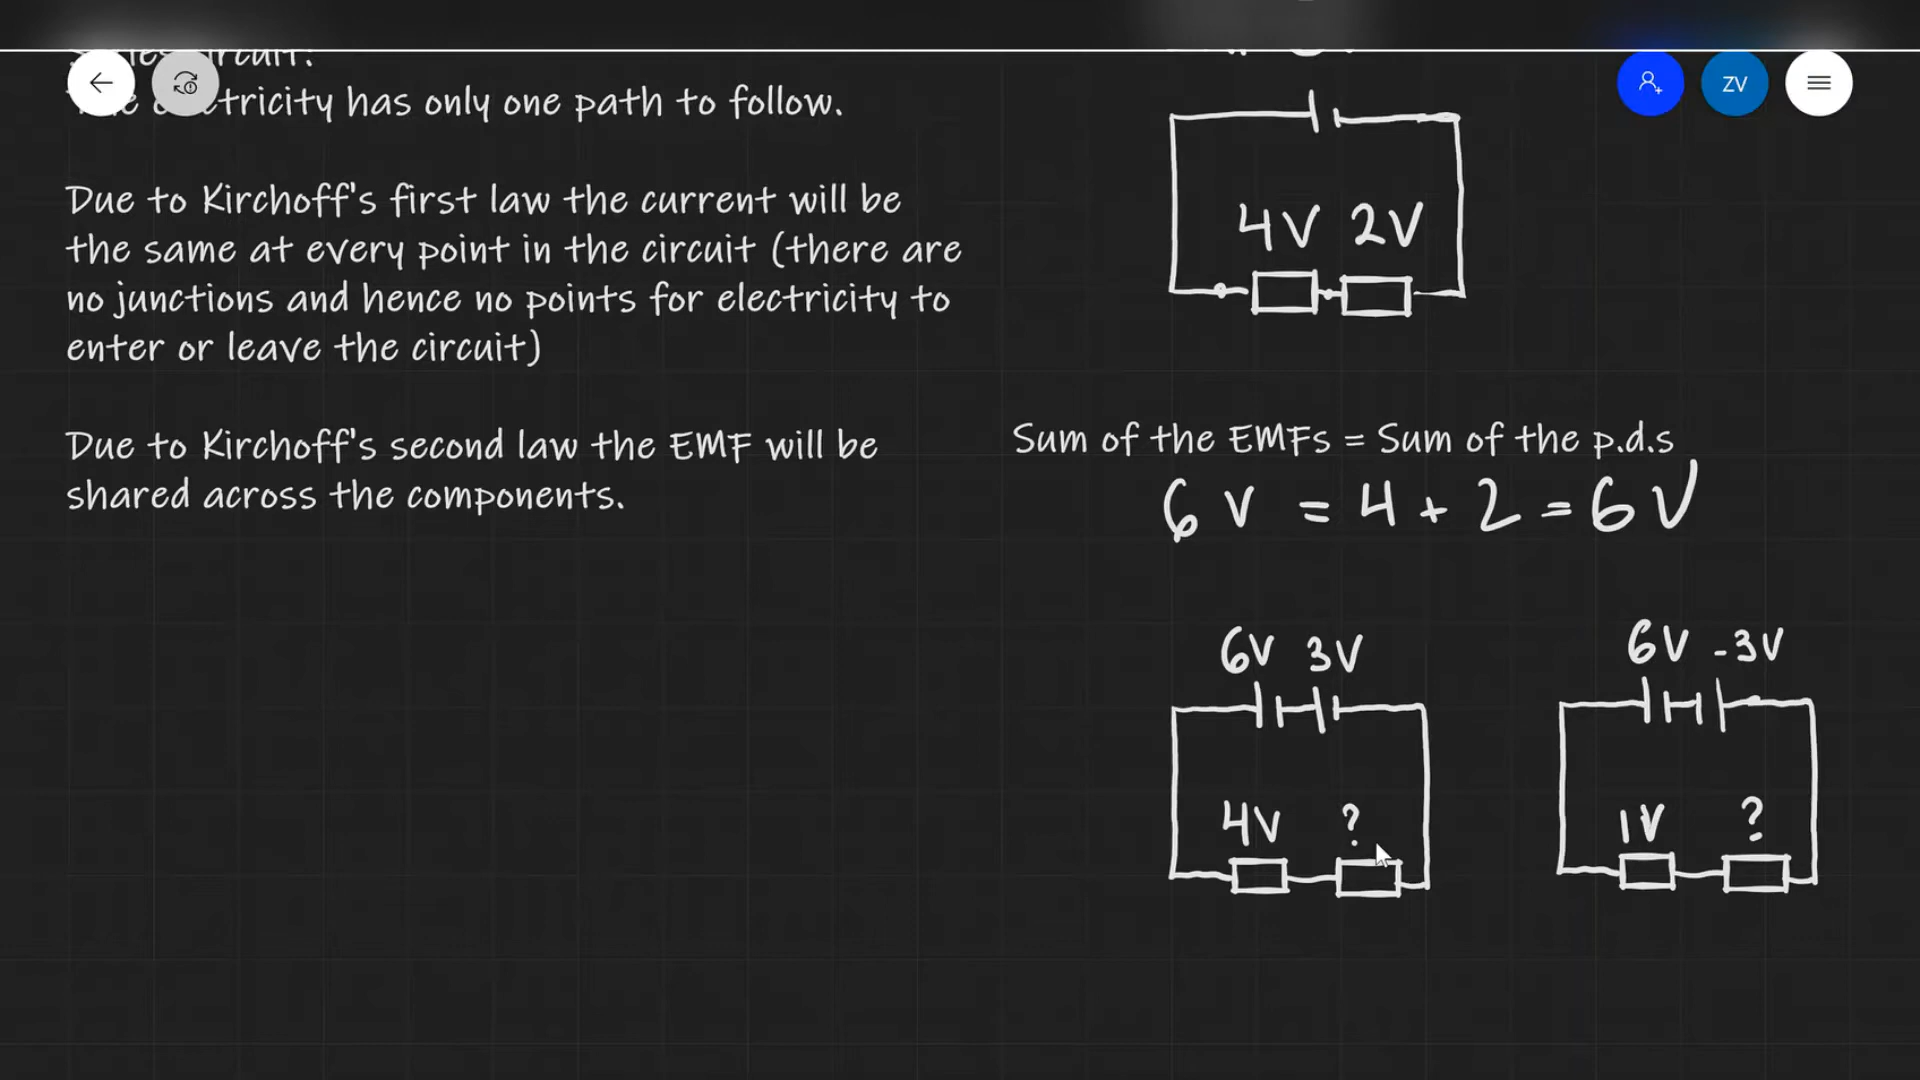 tricity has only one path to follow.
ZV
Due to Kirchoff's first law the current will be
the same at every point in the circuit (there are
no junctions and hence no points for electricity to
enter or leave the circuit)
4V 2V
Due to Kirchoff's second law the EMF will be
shared across the components.
Sum of the EMFs = Sum of the p.d.s
6 V = 4 + 2 = 6 V
6V 3V
4V ?
6V -3V
1V ?